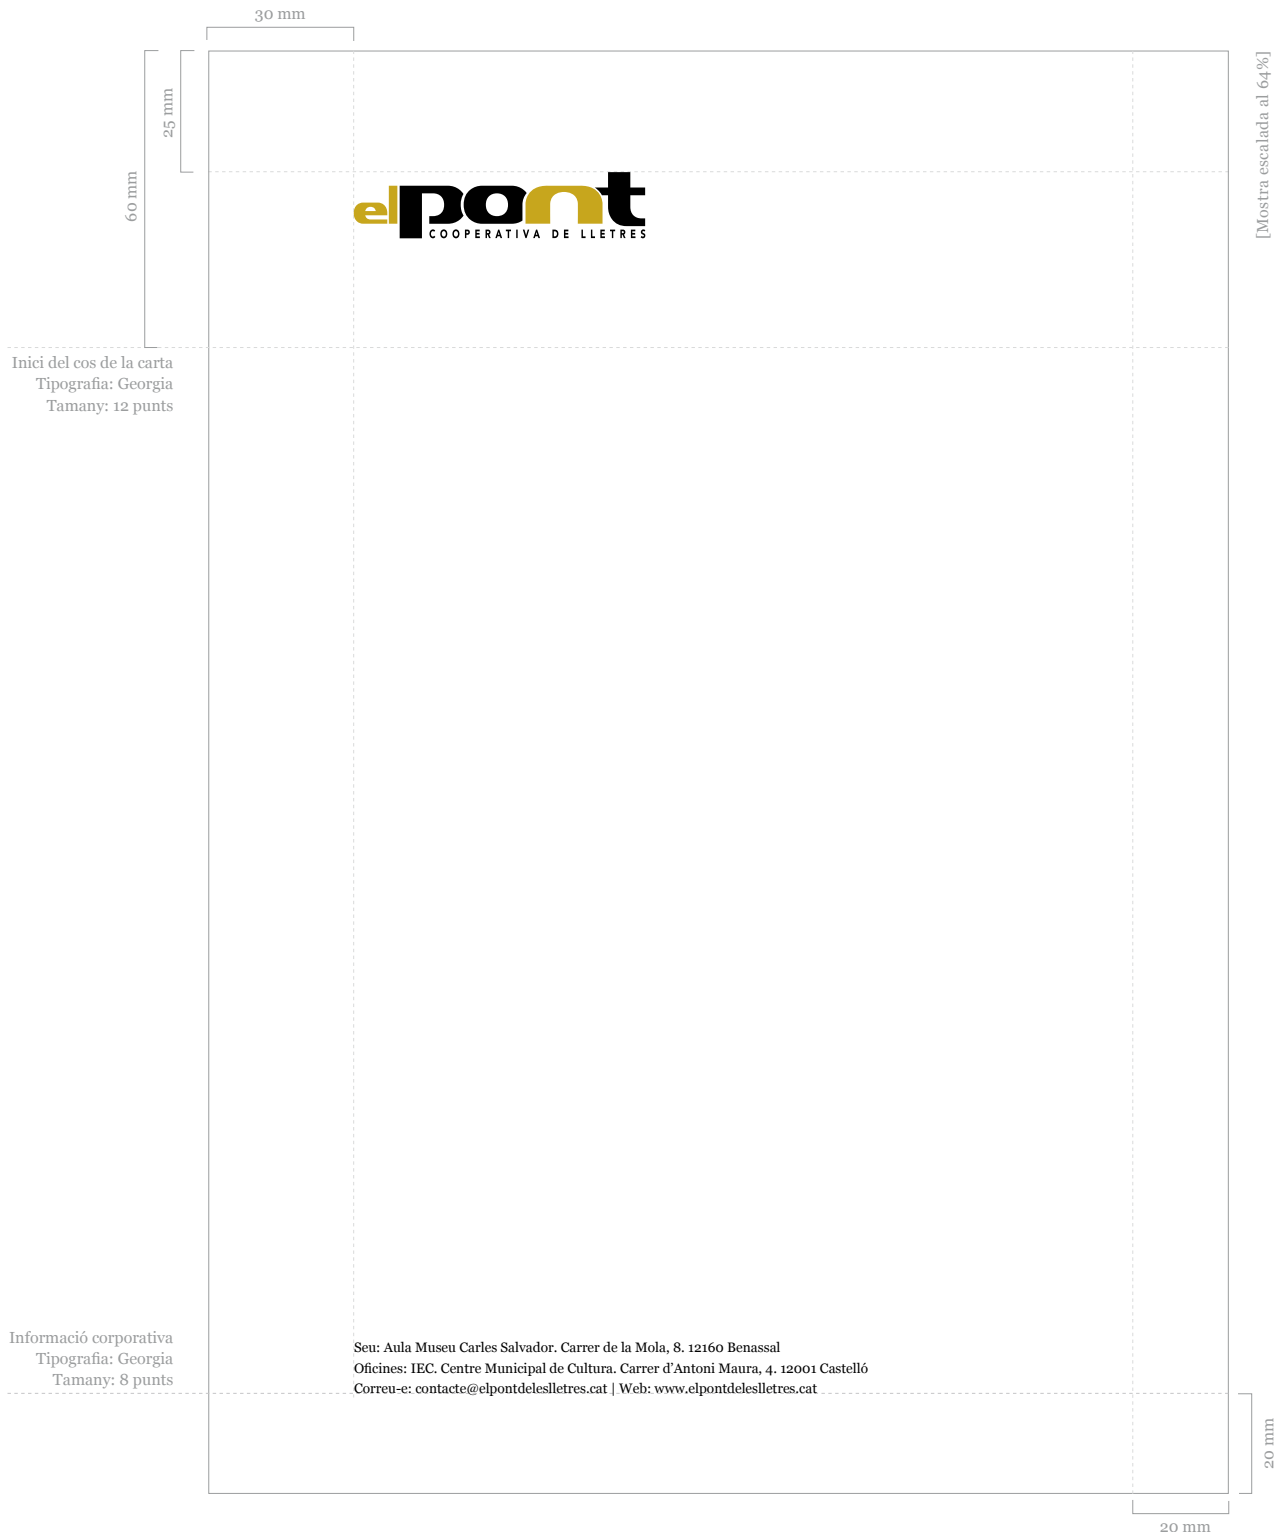 30 mm
25 mm
60 mm
[Mostra escalada al 64%]
elpont
COOPERATIVA DE LLETRES
Inici del cos de la carta
Tipografia: Georgia
Tamany: 12 punts
Informació corporativa
Tipografia: Georgia
Tamany: 8 punts
Seu: Aula Museu Carles Salvador. Carrer de la Mola, 8. 12160 Benassal
Oficines: IEC. Centre Municipal de Cultura. Carrer d’Antoni Maura, 4. 12001 Castelló
Correu-e: contacte@elpontdeleslletres.cat | Web: www.elpontdeleslletres.cat
20 mm
20 mm